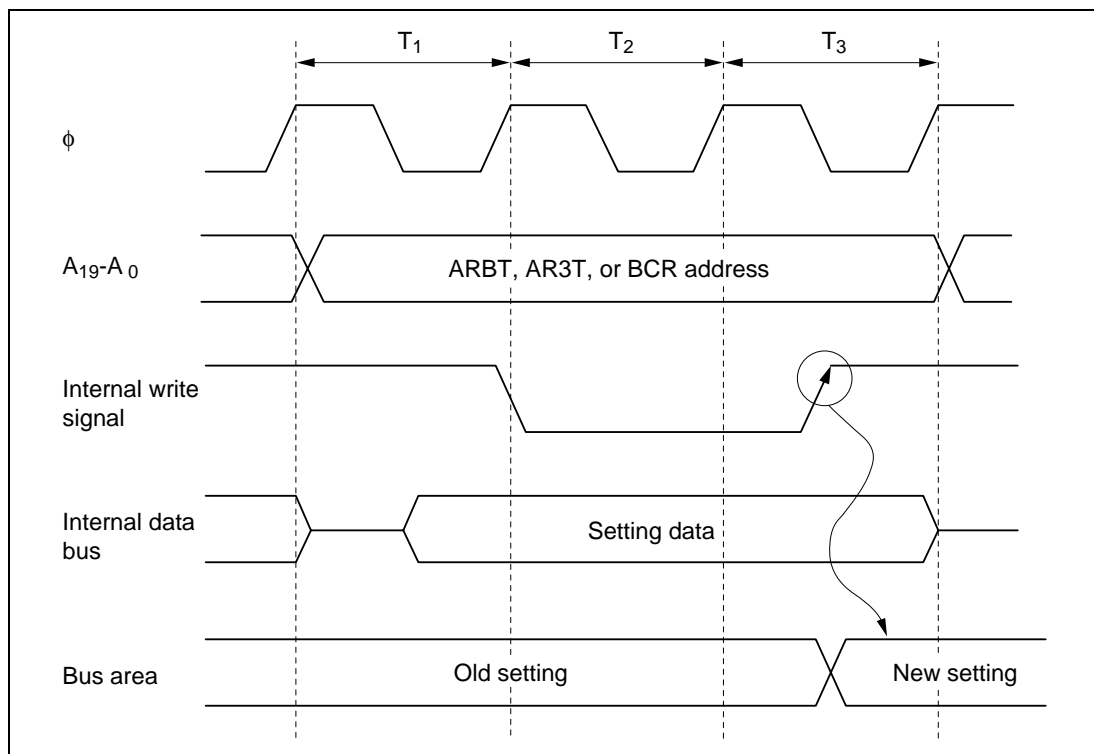 T1 T2 T3
ϕ
A19-A 0
ARBT, AR3T, or BCR address
Internal write
signal
Internal data
bus
Setting data
Bus area
Old setting
New setting